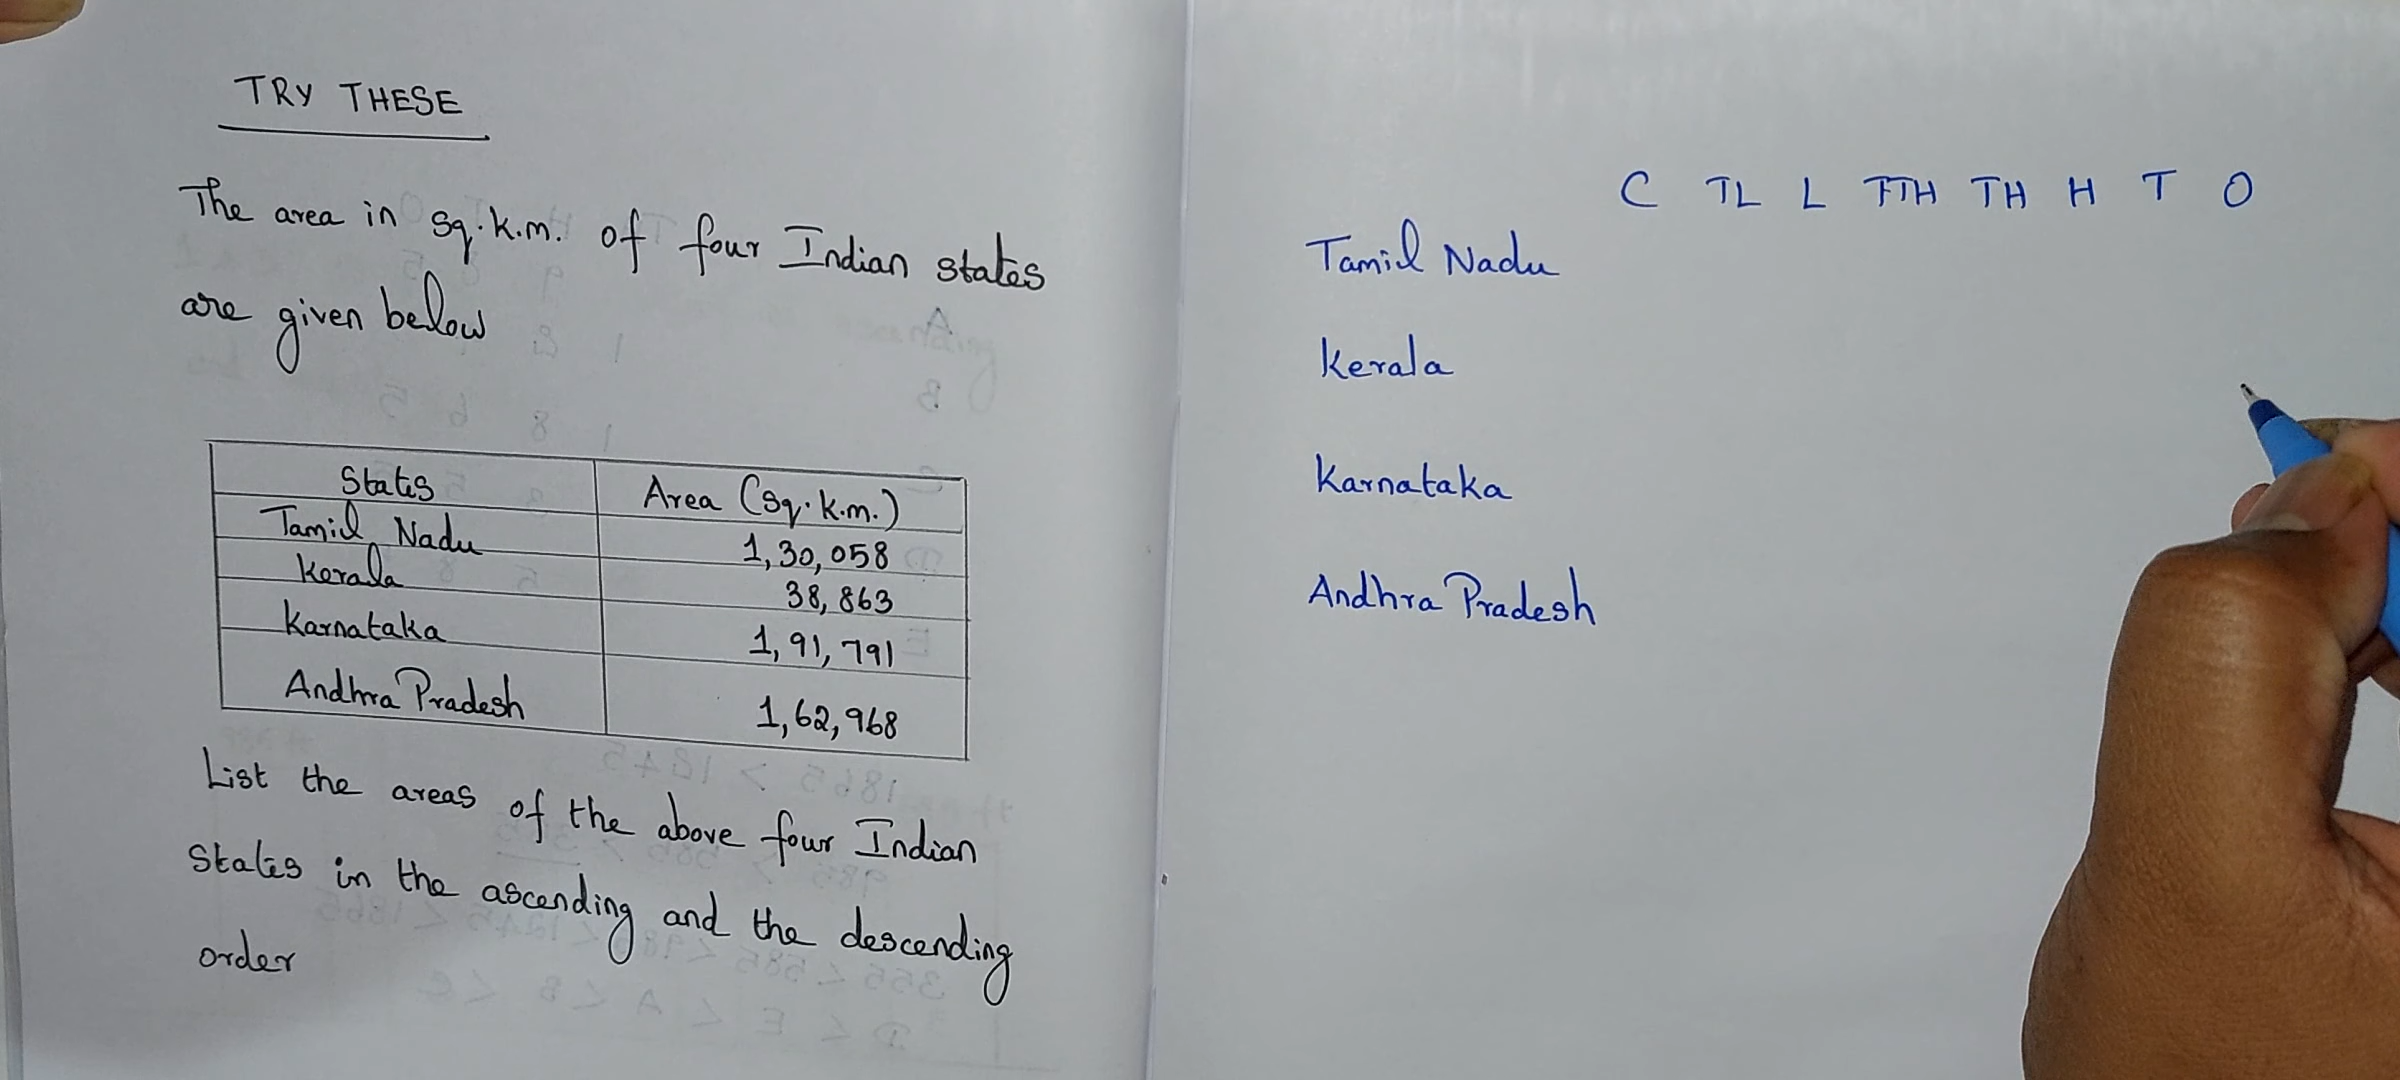 TRY THESE
The area in sq.k.m. of four Indian states
are given below
States Area (sq.k.m.)
Tamil Nadu 1,30,058
Kerala 38,863
Karnataka 1,91,791
Andhra Pradesh 1,62,968
List the areas of the above four Indian
states in the ascending and the descending
order
C TL L TTH TH H T O
Tamil Nadu
Kerala
Karnataka
Andhra Pradesh